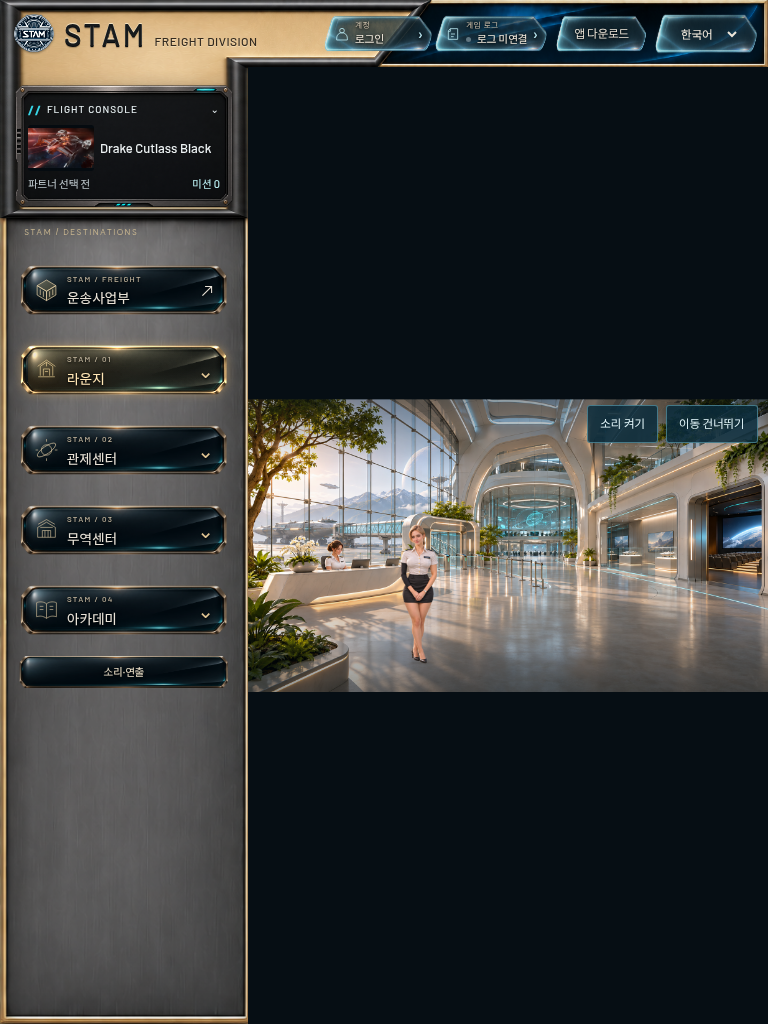 STAM
STAM FREIGHT DIVISION
계정
로그인
게임 로그
로그 미연결
앱 다운로드
한국어
// FLIGHT CONSOLE
Drake Cutlass Black
파트너 선택 전
미션 0
STAM / DESTINATIONS
STAM / FREIGHT
운송사업부
STAM / 01
라운지
STAM / 02
관제센터
STAM / 03
무역센터
STAM / 04
아카데미
소리·연출
소리 켜기
이동 건너뛰기